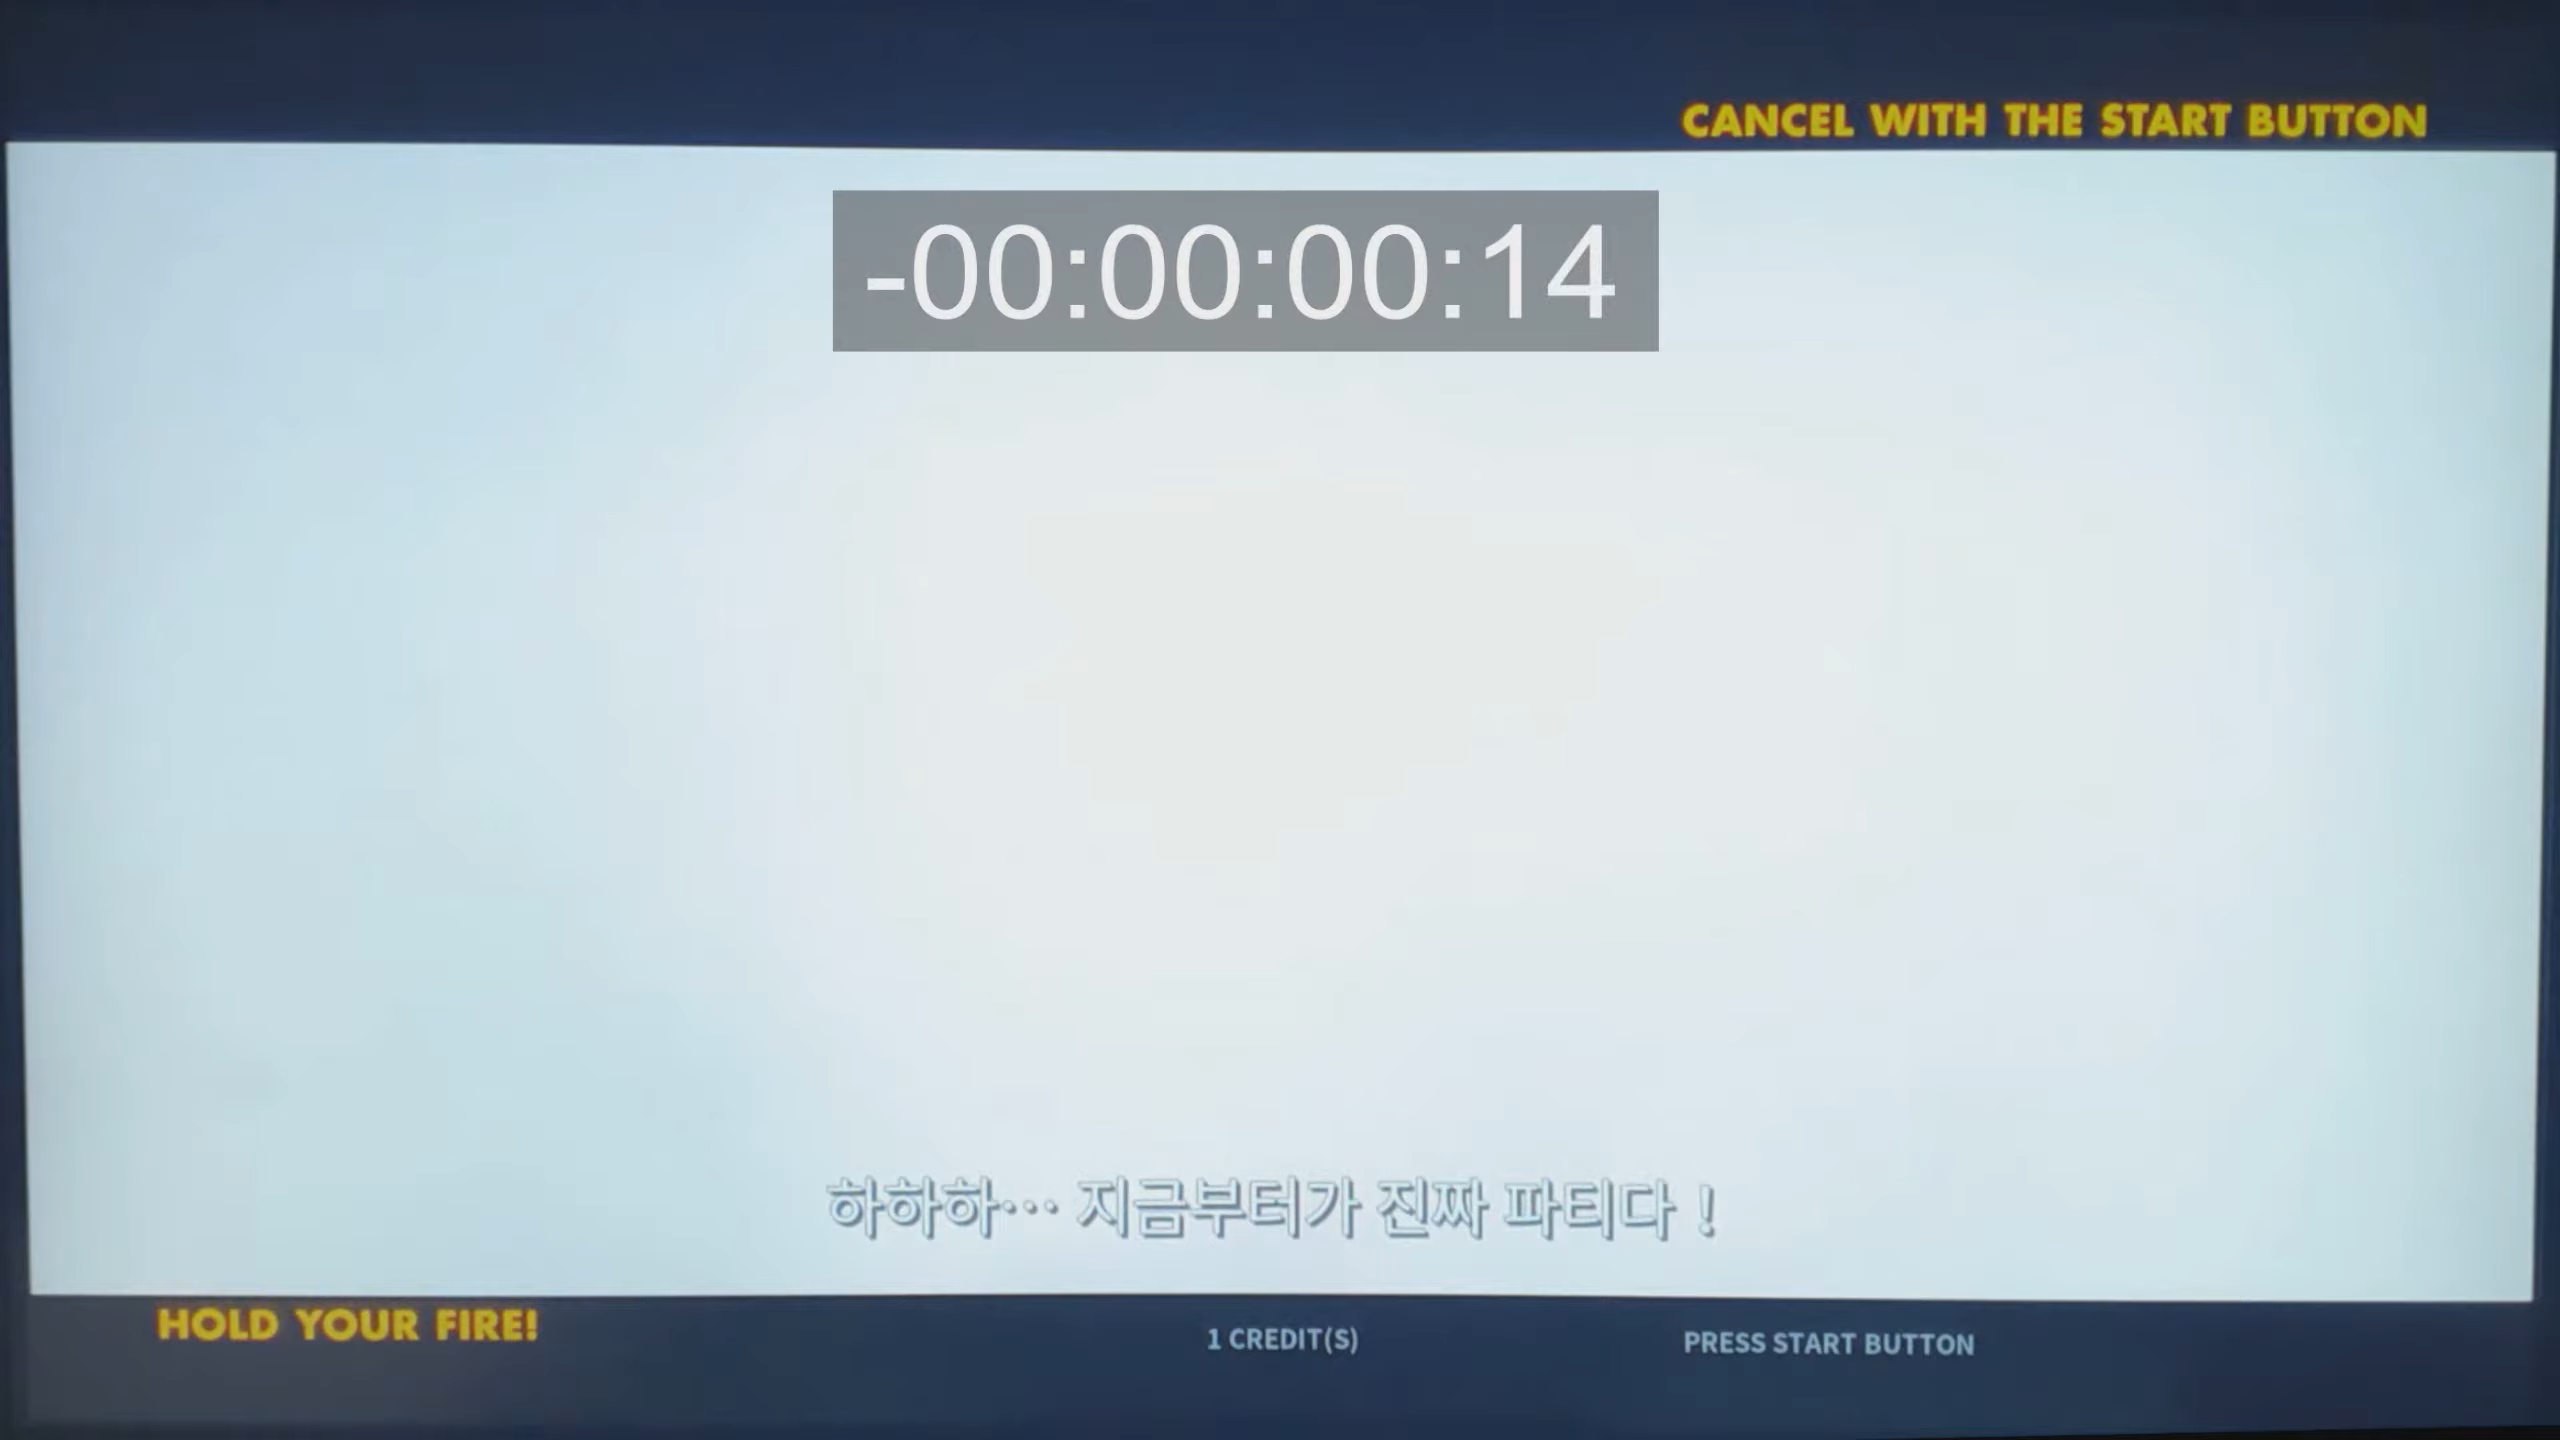 CANCEL WITH THE START BUTTON
-00:00:00:14
하하하… 지금부터가 진짜 파티다 !
HOLD YOUR FIRE!
1 CREDIT(S)
PRESS START BUTTON